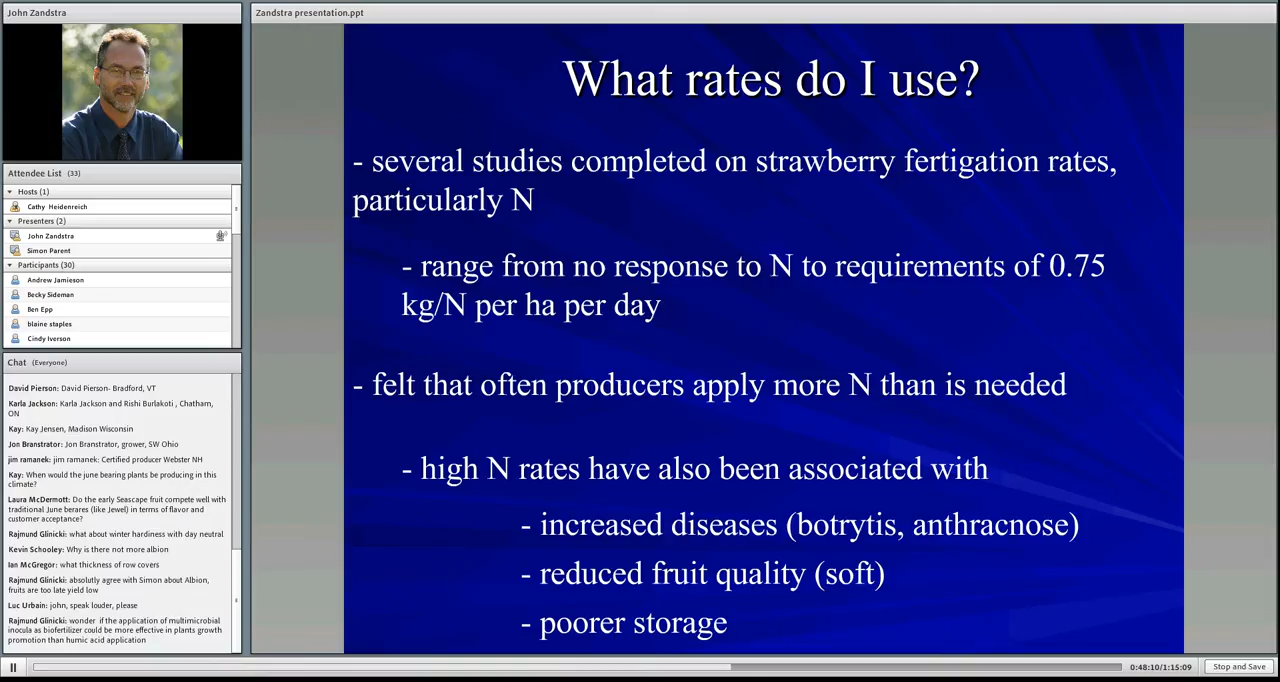 John Zandstra
Zandstra presentation.ppt
Attendee List (33)
Hosts (1)
Cathy Heidenreich
Presenters (2)
John Zandstra
Simon Parent
Participants (30)
Andrew Jamieson
Becky Sideman
Ben Epp
blaine staples
Cindy Iverson
Chat (Everyone)
David Pierson: David Pierson- Bradford, VT
Karla Jackson: Karla Jackson and Rishi Burlakoti , Chatham,
ON
Kay: Kay Jensen, Madison Wisconsin
Jon Branstrator: Jon Branstrator, grower, SW Ohio
jim ramanek: jim ramanek: Certified producer Webster NH
Kay: When would the june bearing plants be producing in this
climate?
Laura McDermott: Do the early Seascape fruit compete well with
traditional June berares (like Jewel) in terms of flavor and
customer acceptance?
Rajmund Glinicki: what about winter hardiness with day neutral
Kevin Schooley: Why is there not more albion
Ian McGregor: what thickness of row covers
Rajmund Glinicki: absolutly agree with Simon about Albion,
fruits are too late yield low
Luc Urbain: john, speak louder, please
Rajmund Glinicki: wonder if the application of multimicrobial
inocula as biofertilizer could be more effective in plants growth
promotion than humic acid application
What rates do I use?
- several studies completed on strawberry fertigation rates,
particularly N
- range from no response to N to requirements of 0.75
kg/N per ha per day
- felt that often producers apply more N than is needed
- high N rates have also been associated with
- increased diseases (botrytis, anthracnose)
- reduced fruit quality (soft)
- poorer storage
0:48:10/1:15:09
Stop and Save